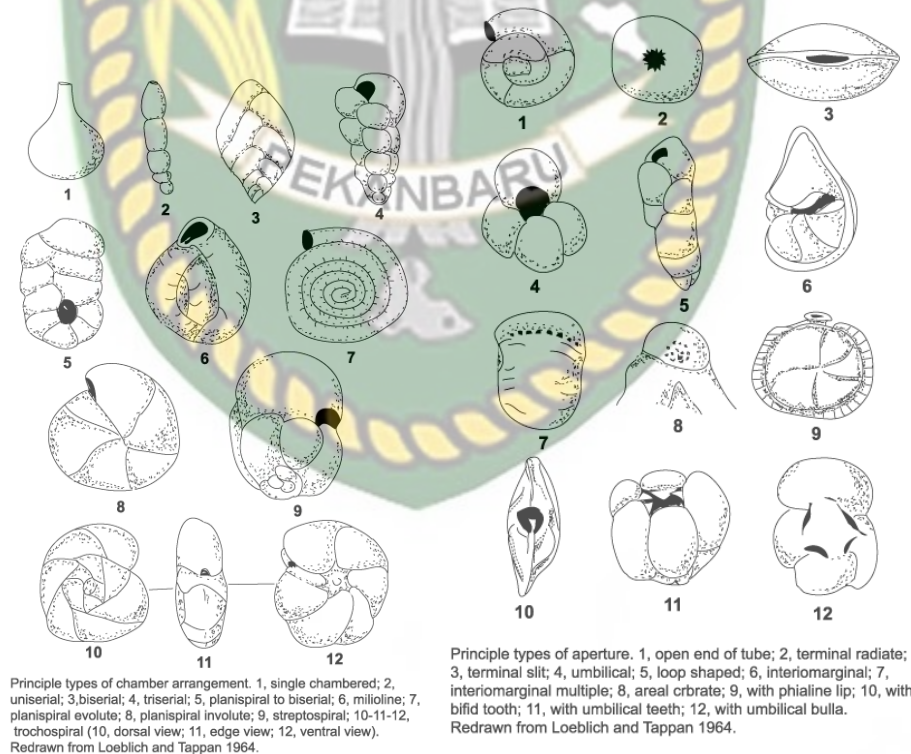 PEKANBARU
1
2
3
4
5
6
7
8
9
10
11
12
Principle types of chamber arrangement. 1, single chambered; 2,
uniserial; 3,biserial; 4, triserial; 5, planispiral to biserial; 6, milioline; 7,
planispiral evolute; 8, planispiral involute; 9, streptospiral; 10-11-12,
trochospiral (10, dorsal view; 11, edge view; 12, ventral view).
Redrawn from Loeblich and Tappan 1964.
1
2
3
4
5
6
7
8
9
10
11
12
Principle types of aperture. 1, open end of tube; 2, terminal radiate;
3, terminal slit; 4, umbilical; 5, loop shaped; 6, interiomarginal; 7,
interiomarginal multiple; 8, areal crbrate; 9, with phialine lip; 10, with
bifid tooth; 11, with umbilical teeth; 12, with umbilical bulla.
Redrawn from Loeblich and Tappan 1964.